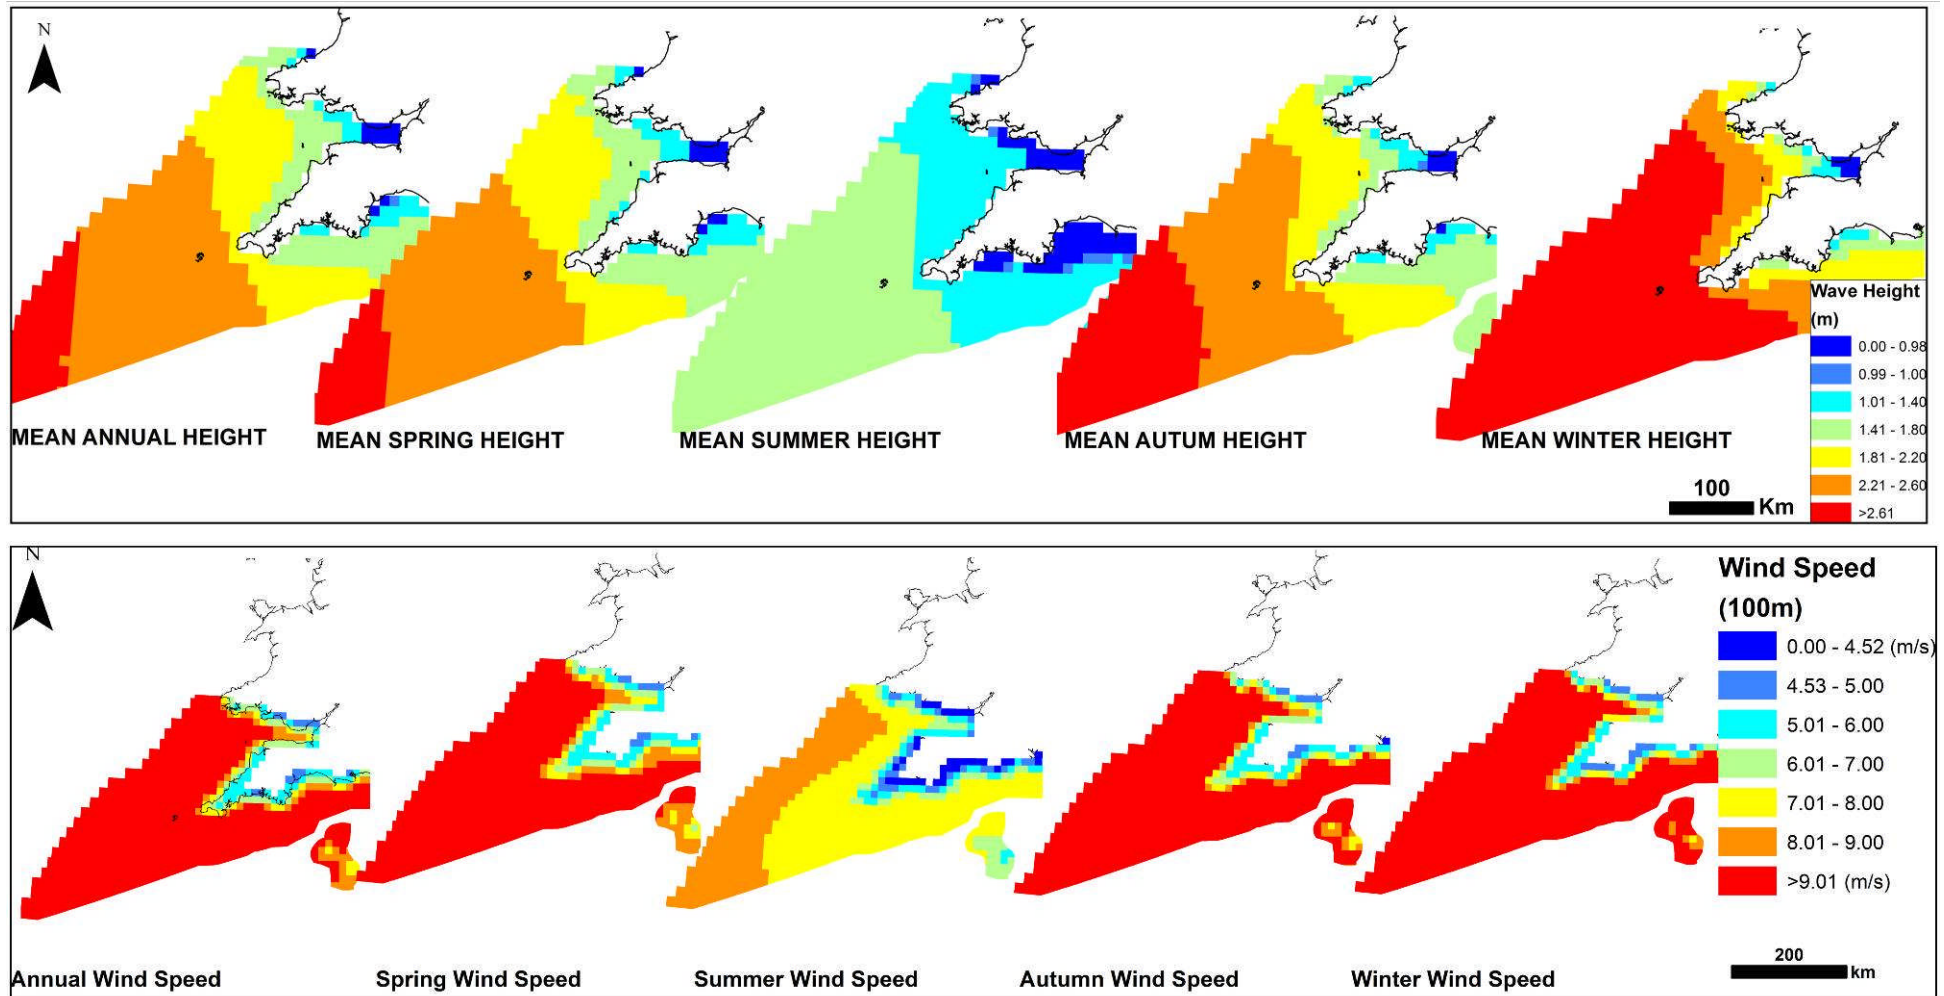 N
MEAN ANNUAL HEIGHT
MEAN SPRING HEIGHT
MEAN SUMMER HEIGHT
MEAN AUTUM HEIGHT
MEAN WINTER HEIGHT
Wave Height
(m)
0.00 - 0.98
0.99 - 1.00
1.01 - 1.40
1.41 - 1.80
1.81 - 2.20
2.21 - 2.60
>2.61
100
Km
N
Wind Speed
(100m)
0.00 - 4.52 (m/s)
4.53 - 5.00
5.01 - 6.00
6.01 - 7.00
7.01 - 8.00
8.01 - 9.00
>9.01 (m/s)
200
km
Annual Wind Speed
Spring Wind Speed
Summer Wind Speed
Autumn Wind Speed
Winter Wind Speed